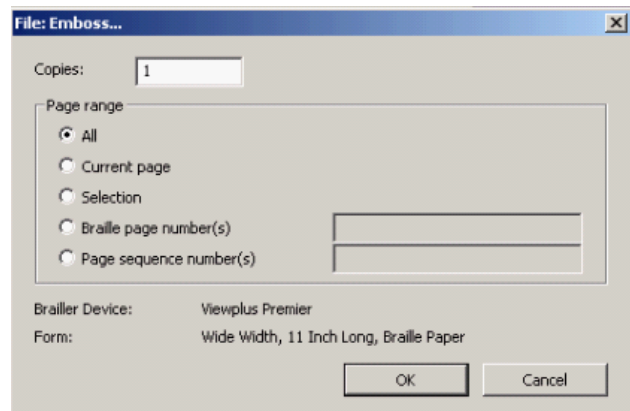 File: Emboss...
Copies: 1
Page range
All
Current page
Selection
Braille page number(s)
Page sequence number(s)
Brailler Device: Viewplus Premier
Form: Wide Width, 11 Inch Long, Braille Paper
OK Cancel